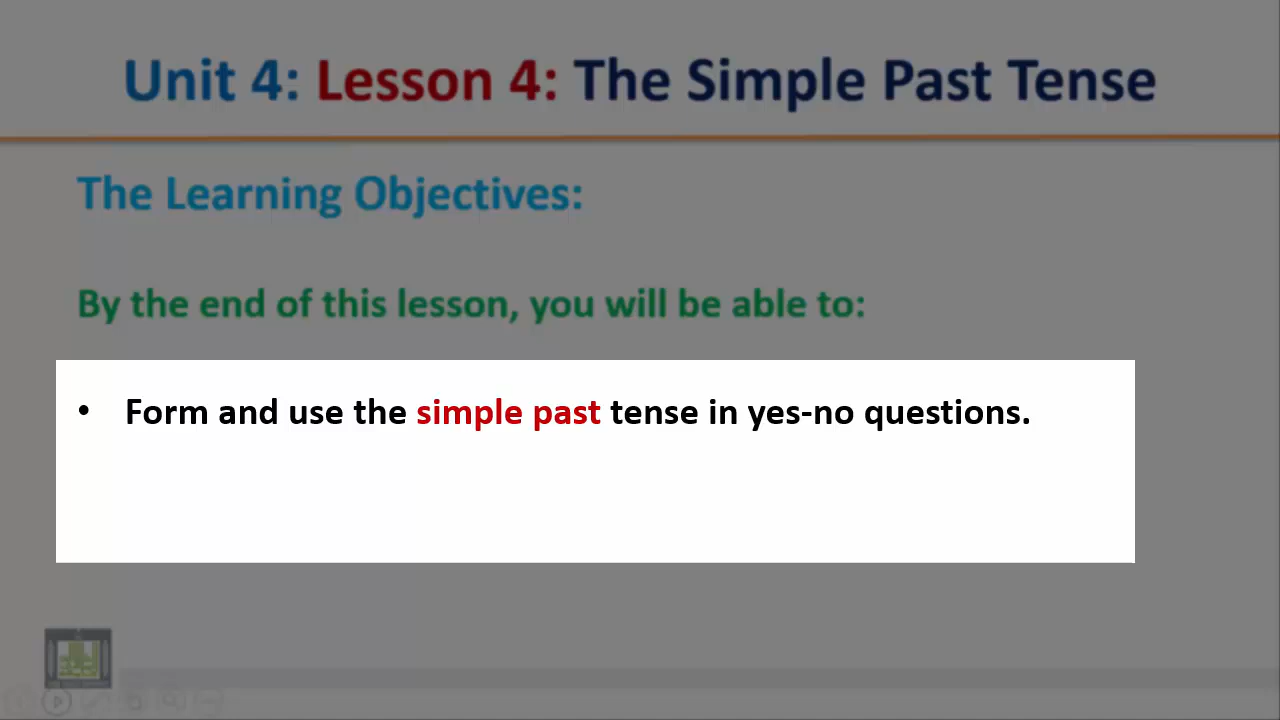 Unit 4: Lesson 4: The Simple Past Tense
The Learning Objectives:
By the end of this lesson, you will be able to:
• Form and use the simple past tense in yes-no questions.